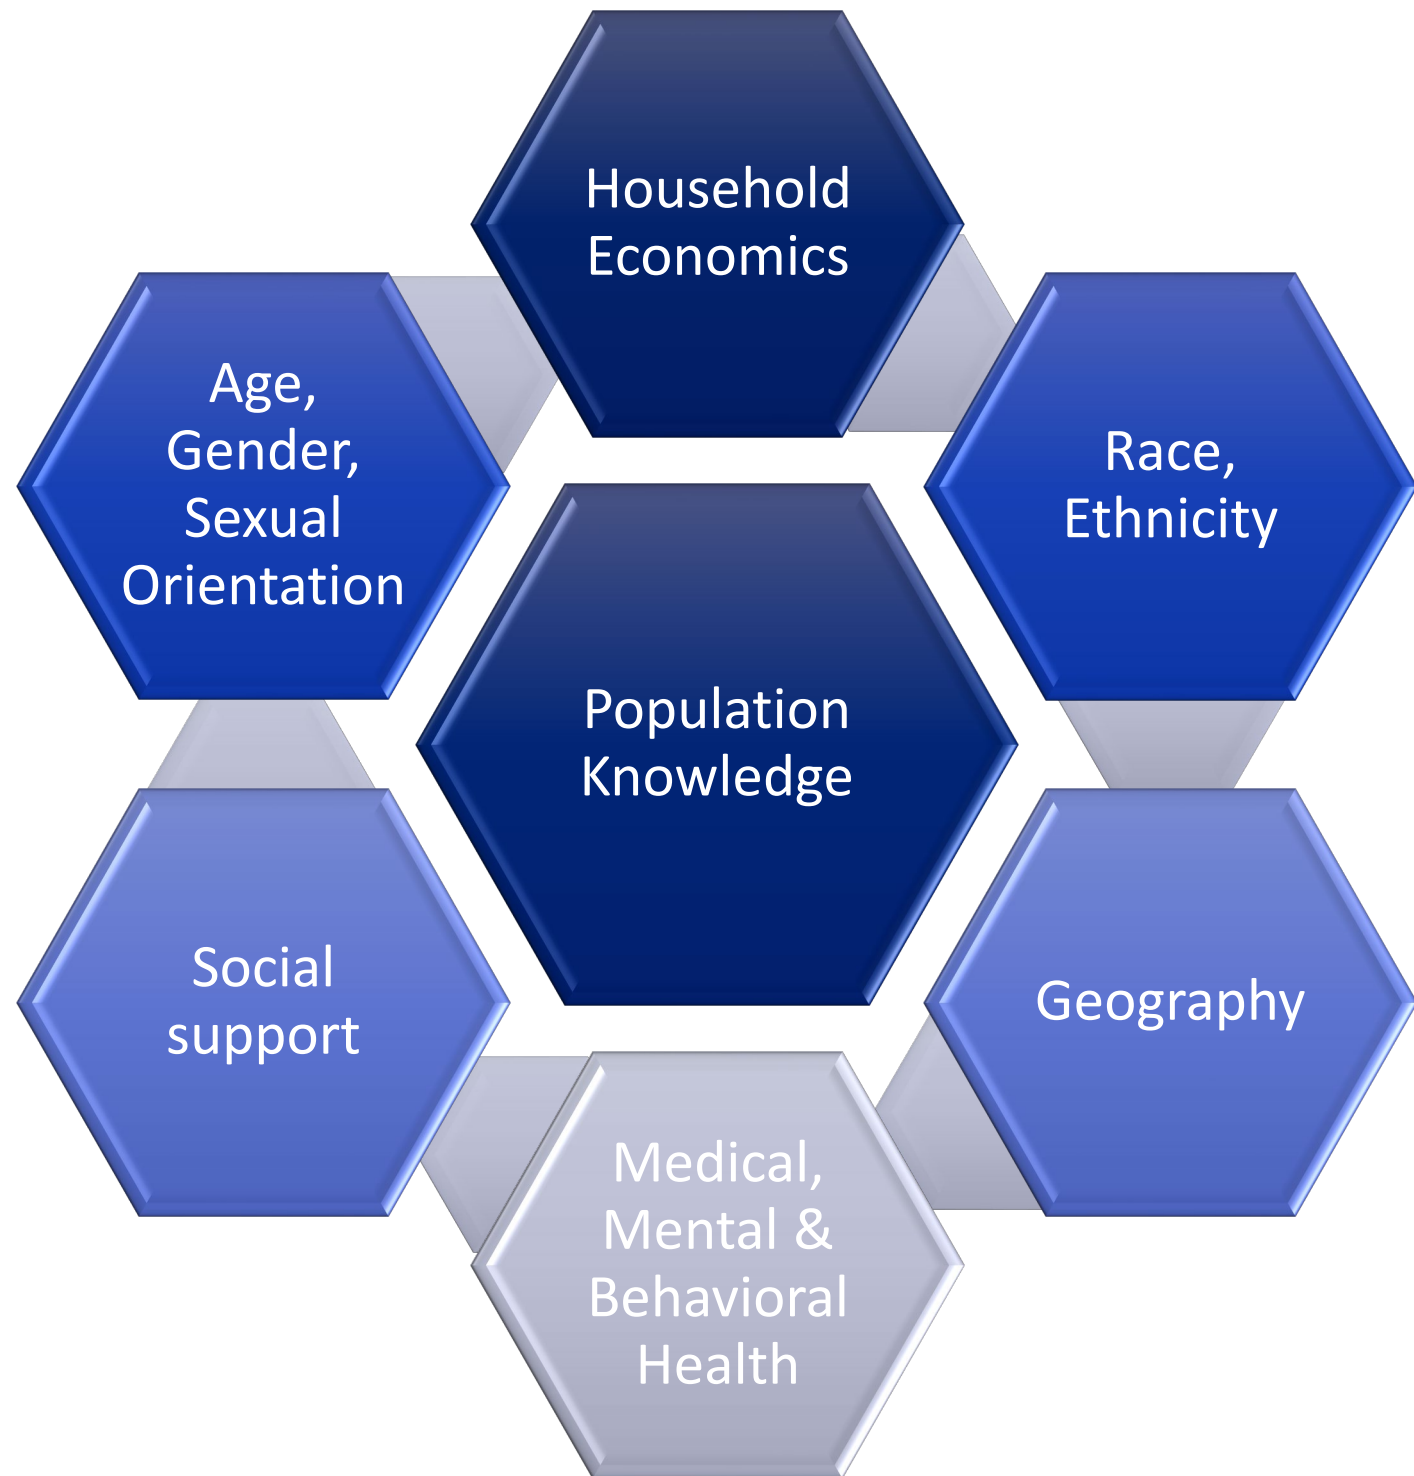 Household
Economics
Age,
Gender,
Sexual
Orientation
Race,
Ethnicity
Population
Knowledge
Social
support
Geography
Medical,
Mental &
Behavioral
Health